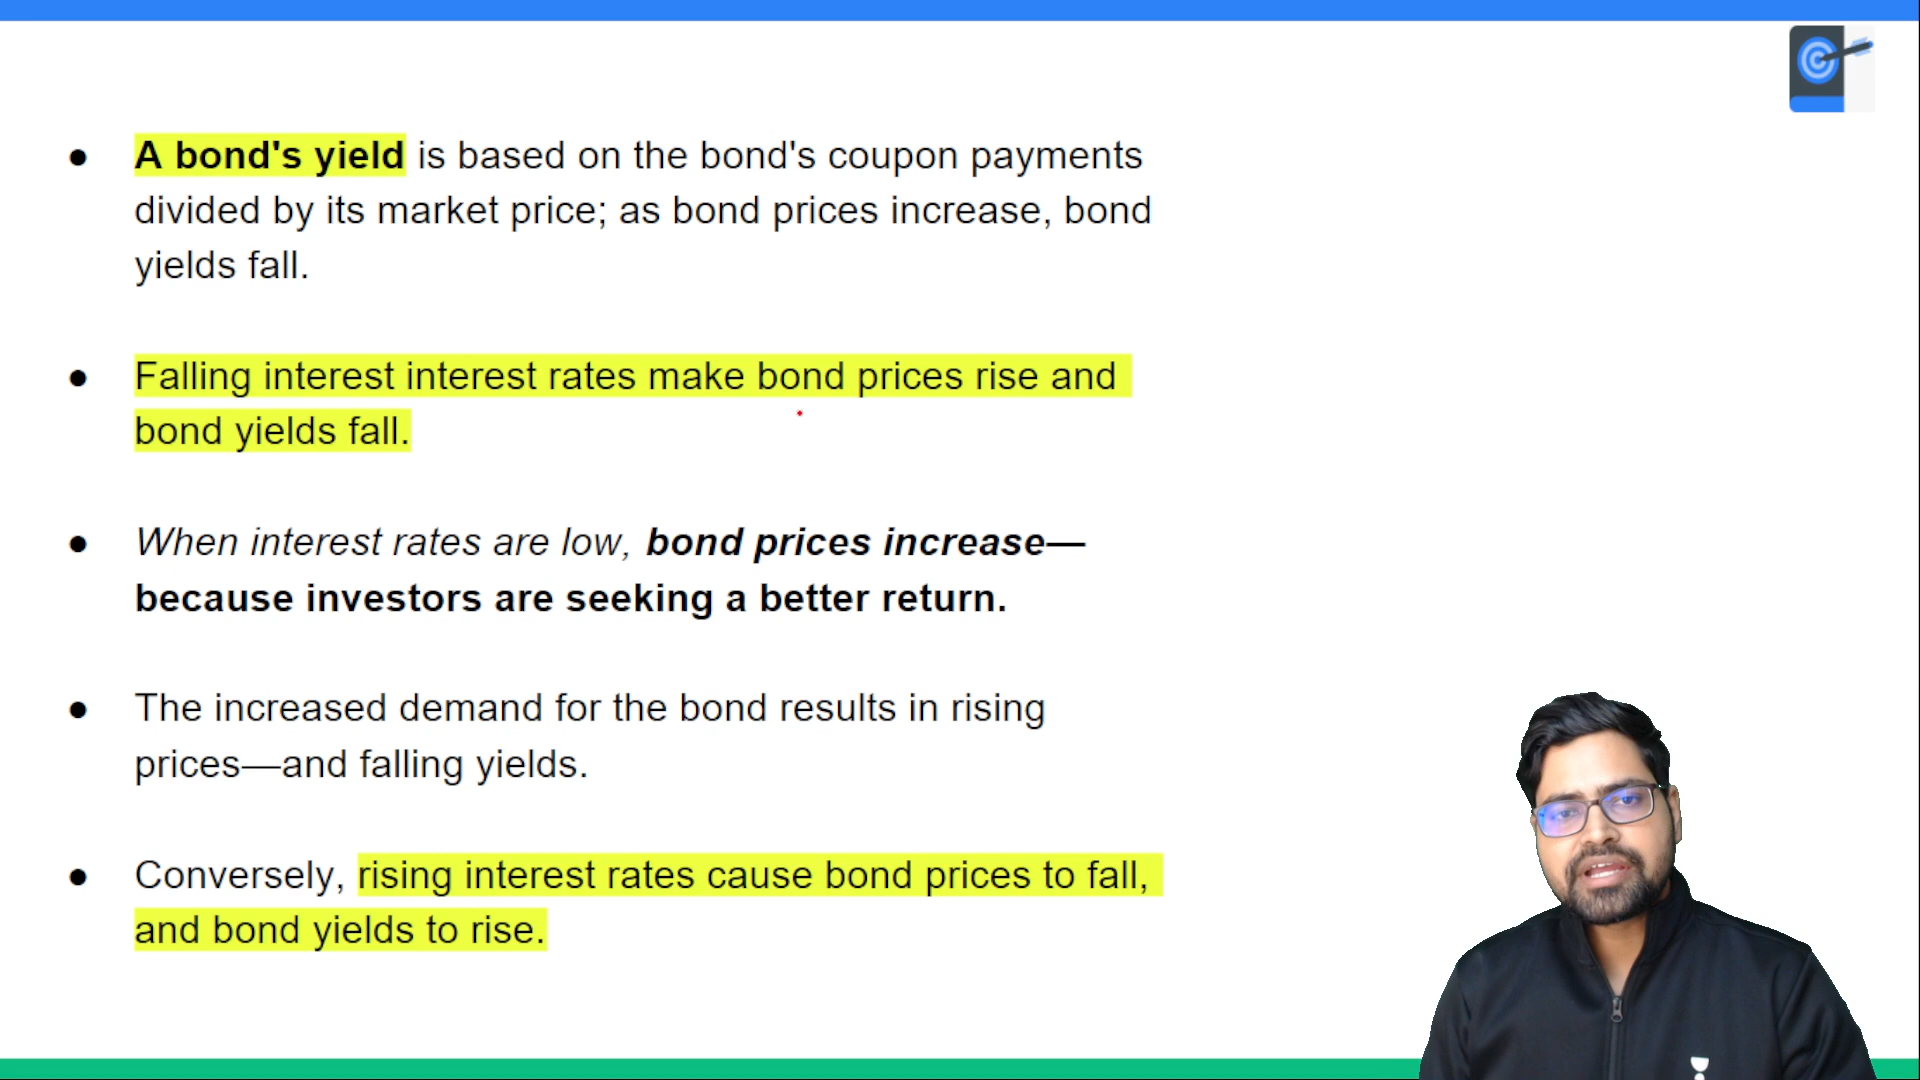 ● A bond's yield is based on the bond's coupon payments
divided by its market price; as bond prices increase, bond
yields fall.
● Falling interest interest rates make bond prices rise and
bond yields fall.
● When interest rates are low, bond prices increase—
because investors are seeking a better return.
● The increased demand for the bond results in rising
prices—and falling yields.
● Conversely, rising interest rates cause bond prices to fall,
and bond yields to rise.